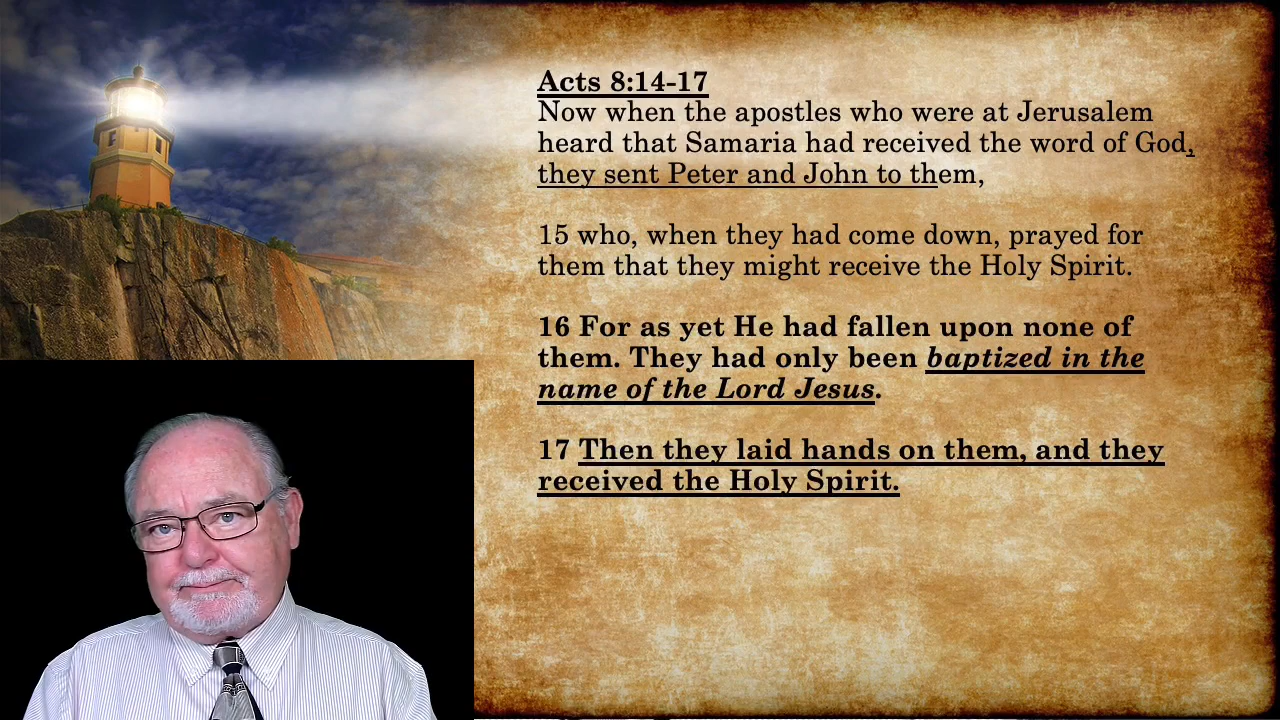 Acts 8:14-17
Now when the apostles who were at Jerusalem
heard that Samaria had received the word of God,
they sent Peter and John to them,
15 who, when they had come down, prayed for
them that they might receive the Holy Spirit.
16 For as yet He had fallen upon none of
them. They had only been baptized in the
name of the Lord Jesus.
17 Then they laid hands on them, and they
received the Holy Spirit.